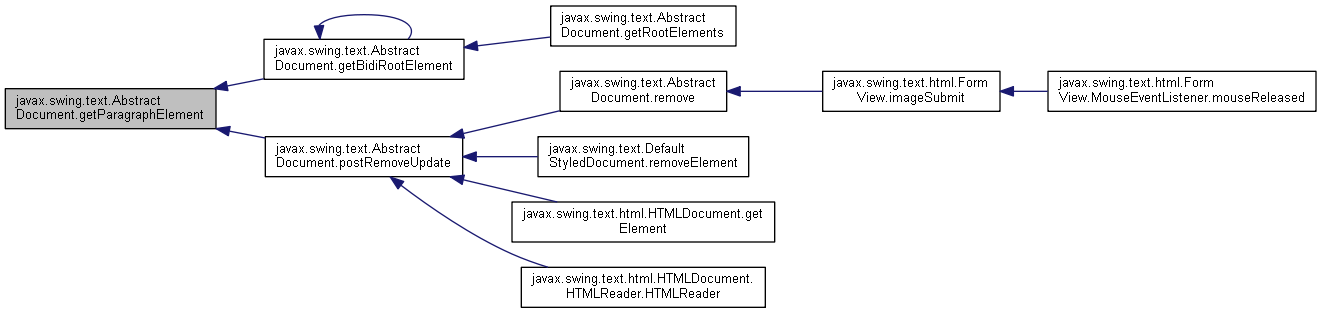 javax.swing.text.Abstract
Document.getParagraphElement
javax.swing.text.Abstract
Document.getBidiRootElement
javax.swing.text.Abstract
Document.getRootElements
javax.swing.text.Abstract
Document.postRemoveUpdate
javax.swing.text.Abstract
Document.remove
javax.swing.text.html.Form
View.imageSubmit
javax.swing.text.html.Form
View.MouseEventListener.mouseReleased
javax.swing.text.Default
StyledDocument.removeElement
javax.swing.text.html.HTMLDocument.get
Element
javax.swing.text.html.HTMLDocument.
HTMLReader.HTMLReader